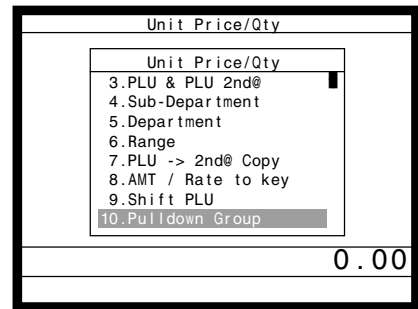 Unit Price/Qty
Unit Price/Qty
3.PLU & PLU 2nd@
4.Sub-Department
5.Department
6.Range
7.PLU -> 2nd@ Copy
8.AMT / Rate to key
9.Shift PLU
10.Pulldown Group
0.00